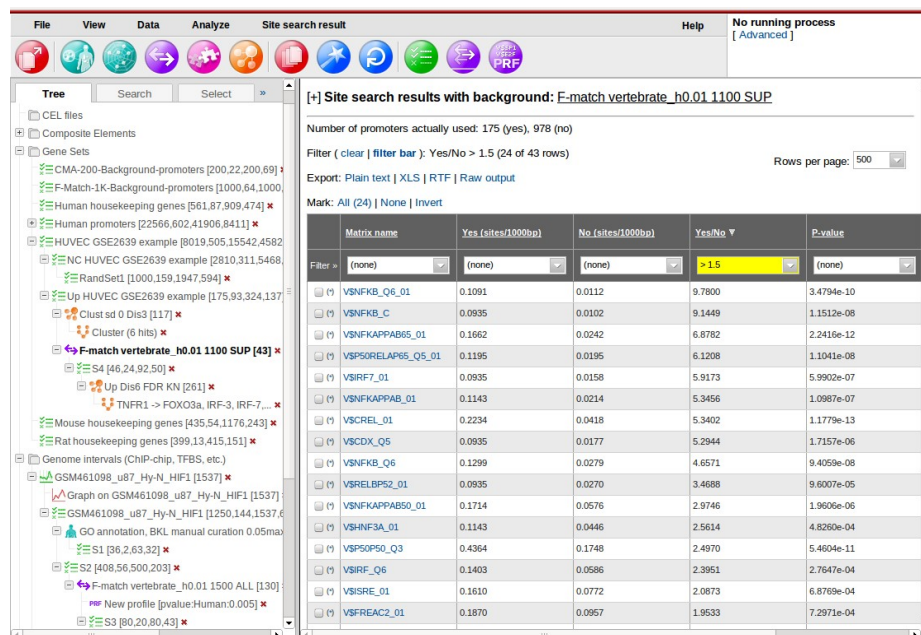 File View Data Analyze Site search result Help
No running process
[ Advanced ]
VSEP1
VSE2F
PRF
Tree Search Select »
CEL files
Composite Elements
Gene Sets
CMA-200-Background-promoters [200,22,200,69]
F-Match-1K-Background-promoters [1000,64,1000,
Human housekeeping genes [561,87,909,474]
Human promoters [22566,602,41906,8411]
HUVEC GSE2639 example [8019,505,15542,4582
NC HUVEC GSE2639 example [2810,311,5468,
RandSet1 [1000,159,1947,594]
Up HUVEC GSE2639 example [175,93,324,137
Clust sd 0 Dis3 [117]
Cluster (6 hits)
F-match vertebrate_h0.01 1100 SUP [43]
S4 [46,24,92,50]
Up Dis6 FDR KN [261]
TNFR1 -> FOXO3a, IRF-3, IRF-7,...
Mouse housekeeping genes [435,54,1176,243]
Rat housekeeping genes [399,13,415,151]
Genome intervals (ChIP-chip, TFBS, etc.)
GSM461098_u87_Hy-N_HIF1 [1537]
Graph on GSM461098_u87_Hy-N_HIF1 [1537]
GSM461098_u87_Hy-N_HIF1 [1250,144,1537,6
GO annotation, BKL manual curation 0.05max
S1 [36,2,63,32]
S2 [408,56,500,203]
F-match vertebrate_h0.01 1500 ALL [130]
PRF New profile [pvalue:Human:0.005]
S3 [80,20,80,43]
[+] Site search results with background: F-match vertebrate_h0.01 1100 SUP
Number of promoters actually used: 175 (yes), 978 (no)
Filter ( clear | filter bar ): Yes/No > 1.5 (24 of 43 rows)
Rows per page: 500
Export: Plain text | XLS | RTF | Raw output
Mark: All (24) | None | Invert
Matrix name Yes (sites/1000bp) No (sites/1000bp) Yes/No ▼ P-value
Filter » (none) (none) (none) > 1.5 (none)
(*) V$NFKB_Q6_01 0.1091 0.0112 9.7800 3.4794e-10
(*) V$NFKB_C 0.0935 0.0102 9.1449 1.1512e-08
(*) V$NFKAPPAB65_01 0.1662 0.0242 6.8782 2.2416e-12
(*) V$P50RELAP65_Q5_01 0.1195 0.0195 6.1208 1.1041e-08
(*) V$IRF7_01 0.0935 0.0158 5.9173 5.9902e-07
(*) V$NFKAPPAB_01 0.1143 0.0214 5.3456 1.0987e-07
(*) V$CREL_01 0.2234 0.0418 5.3402 1.1779e-13
(*) V$CDX_Q5 0.0935 0.0177 5.2944 1.7157e-06
(*) V$NFKB_Q6 0.1299 0.0279 4.6571 9.4059e-08
(*) V$RELBP52_01 0.0935 0.0270 3.4688 9.6007e-05
(*) V$NFKAPPAB50_01 0.1714 0.0576 2.9746 1.9606e-06
(*) V$HNF3A_01 0.1143 0.0446 2.5614 4.8260e-04
(*) V$P50P50_Q3 0.4364 0.1748 2.4970 5.4604e-11
(*) V$IRF_Q6 0.1403 0.0586 2.3951 2.7647e-04
(*) V$ISRE_01 0.1610 0.0772 2.0873 6.8769e-04
(*) V$FREAC2_01 0.1870 0.0957 1.9533 7.2971e-04